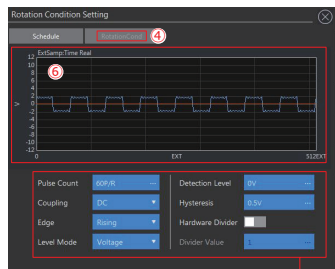 Rotation Condition Setting
Schedule
RotationCond
④
ExtSamp:Time Real
⑥
12
10
8
6
4
2
0
-2
-4
-6
-8
-10
-12
V
0
EXT
512EXT
Pulse Count 60P/R ... Detection Level 0V ...
Coupling DC Hysteresis 0.5V ...
Edge Rising Hardware Divider
Level Mode Voltage Divider Value 1 ...